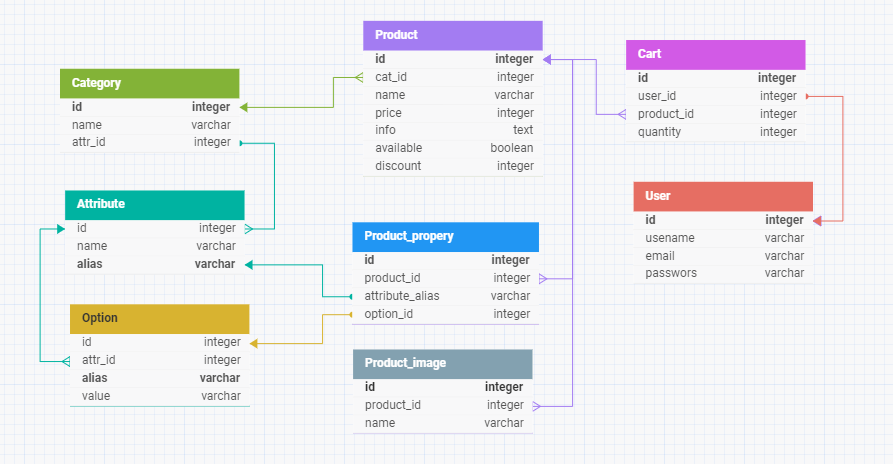 Product
id integer
cat_id integer
name varchar
price integer
info text
available boolean
discount integer
Cart
id integer
user_id integer
product_id integer
quantity integer
Category
id integer
name varchar
attr_id integer
Attribute
id integer
name varchar
alias varchar
User
id integer
usename varchar
email varchar
passwors varchar
Product_propery
id integer
product_id integer
attribute_alias varchar
option_id integer
Option
id integer
attr_id integer
alias varchar
value varchar
Product_image
id integer
product_id integer
name varchar